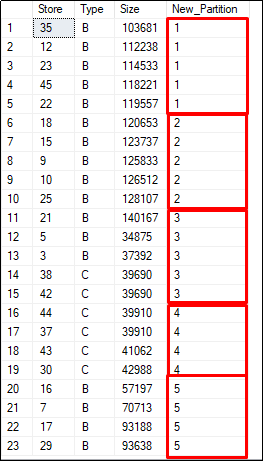 Store Type Size New_Partition
1 35 B 103681 1
2 12 B 112238 1
3 23 B 114533 1
4 45 B 118221 1
5 22 B 119557 1
6 18 B 120653 2
7 15 B 123737 2
8 9 B 125833 2
9 10 B 126512 2
10 25 B 128107 2
11 21 B 140167 3
12 5 B 34875 3
13 3 B 37392 3
14 38 C 39690 3
15 42 C 39690 3
16 44 C 39910 4
17 37 C 39910 4
18 43 C 41062 4
19 30 C 42988 4
20 16 B 57197 5
21 7 B 70713 5
22 17 B 93188 5
23 29 B 93638 5